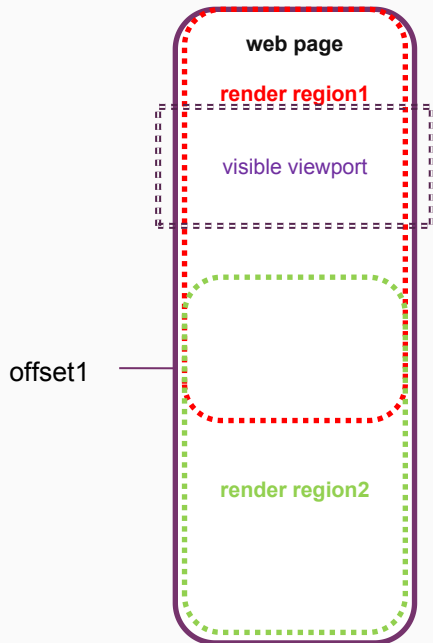 web page
render region1
visible viewport
offset1
render region2